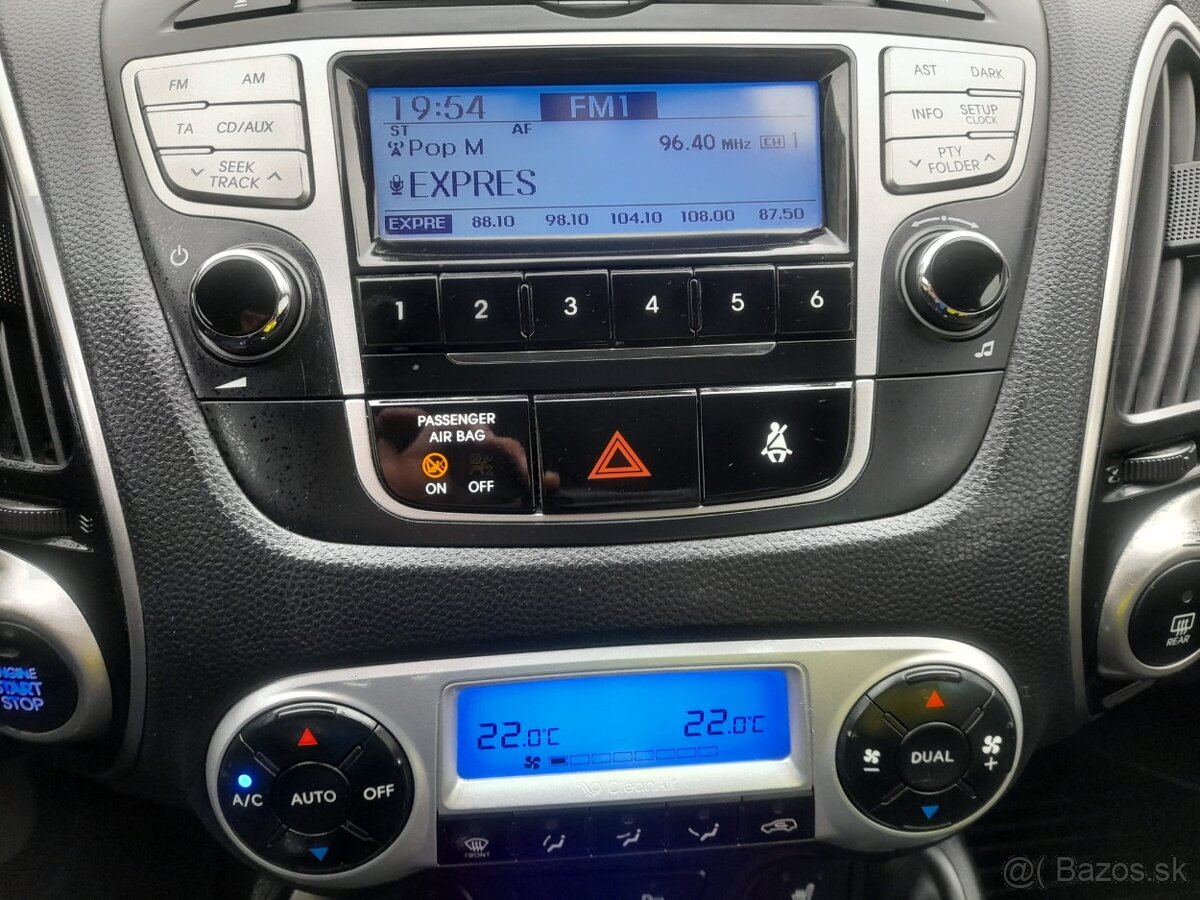 FM AM
TA CD/AUX
SEEK
TRACK
19:54 FM1
ST AF
Pop M 96.40 MHz CH 1
EXPRES
EXPRE 88.10 98.10 104.10 108.00 87.50
AST DARK
INFO SETUP
CLOCK
PTY
FOLDER
1 2 3 4 5 6
PASSENGER
AIR BAG
ON OFF
START
STOP
REAR
A/C AUTO OFF
22.0°C 22.0°C
CleanAir
DUAL
FRONT
@( Bazos.sk